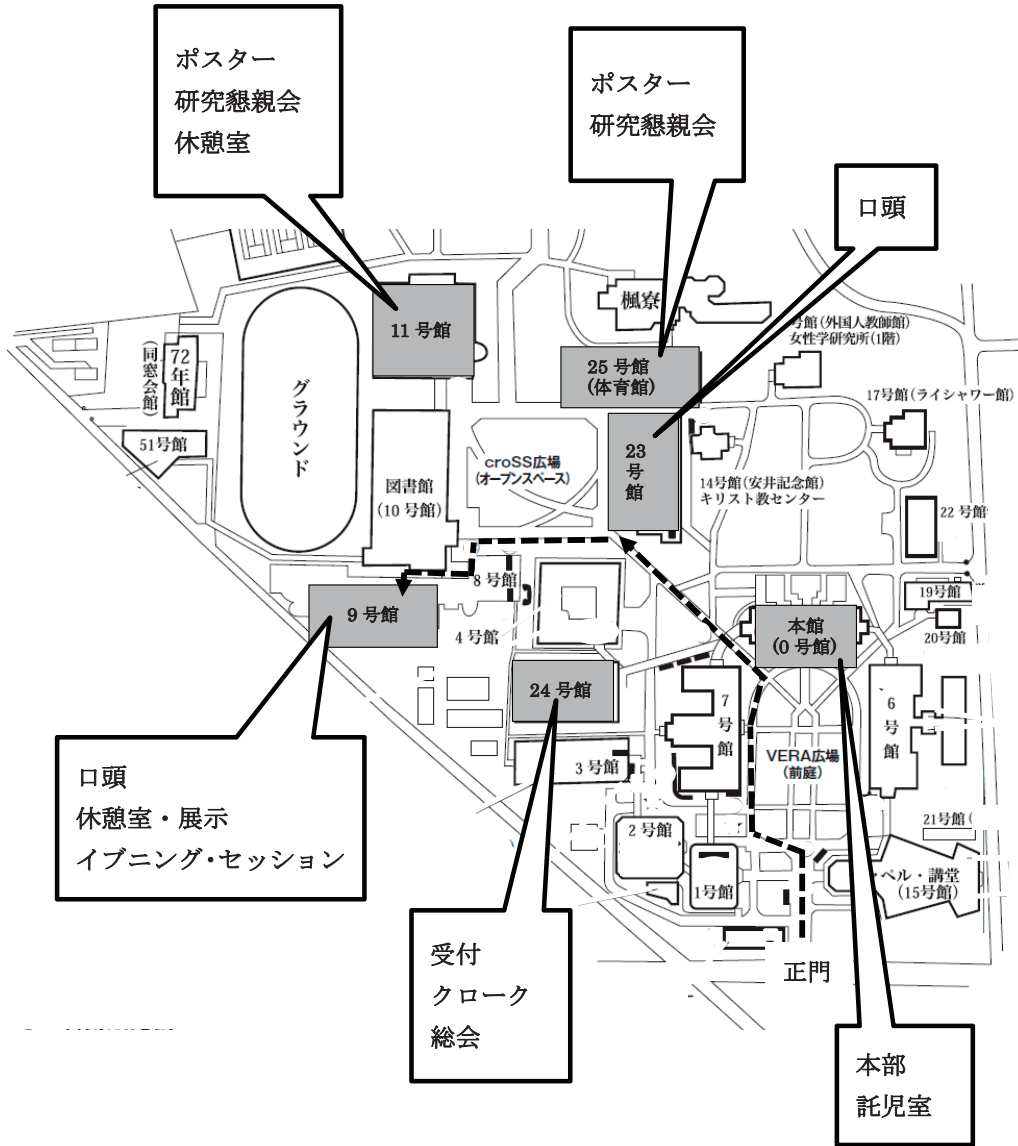 ポスター
研究懇親会
休憩室
ポスター
研究懇親会
口頭
楓寮
号館(外国人教師館)
女性学研究所(1階)
11号館
25号館
(体育館)
72年館
(同窓会館)
グラウンド
17号館(ライシャワー館)
51号館
図書館
(10号館)
croSS広場
(オープンスペース)
23号館
14号館(安井記念館)
キリスト教センター
22号館
8号館
19号館
9号館
4号館
本館
(0号館)
20号館
24号館
7号館
6号館
VERA広場
(前庭)
3号館
2号館
21号館(
1号館
ペル・講堂
(15号館)
口頭
休憩室・展示
イブニング・セッション
受付
クローク
総会
正門
本部
託児室